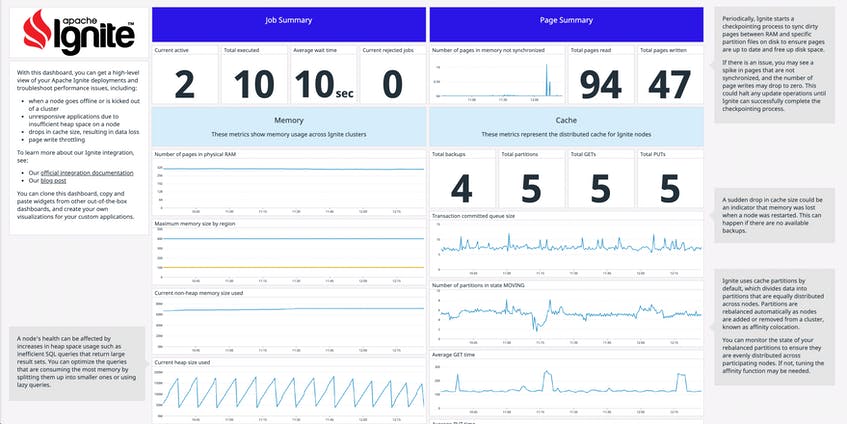 apache
Ignite™
With this dashboard, you can get a high-level
view of your Apache Ignite deployments and
troubleshoot performance issues, including:
• when a node goes offline or is kicked out
of a cluster
• unresponsive applications due to
insufficient heap space on a node
• drops in cache size, resulting in data loss
• page write throttling
To learn more about our Ignite integration,
see:
• Our official integration documentation
• Our blog post
You can clone this dashboard, copy and
paste widgets from other out-of-the-box
dashboards, and create your own
visualizations for your custom applications.
A node's health can be affected by
increases in heap space usage such as
inefficient SQL queries that return large
result sets. You can optimize the queries
that are consuming the most memory by
splitting them up into smaller ones or using
lazy queries.
Job Summary
Current active
2
Total executed
10
Average wait time
10 sec
Current rejected jobs
0
Memory
These metrics show memory usage across Ignite clusters
Number of pages in physical RAM
Maximum memory size by region
Current non-heap memory size used
Current heap size used
Page Summary
Number of pages in memory not synchronized
Total pages read
94
Total pages written
47
Cache
These metrics represent the distributed cache for Ignite nodes
Total backups
4
Total partitions
5
Total GETs
5
Total PUTs
5
Transaction committed queue size
Number of partitions in state MOVING
Average GET time
Periodically, Ignite starts a
checkpointing process to sync dirty
pages between RAM and specific
partition files on disk to ensure pages
are up to date and free up disk space.
If there is an issue, you may see a
spike in pages that are not
synchronized, and the number of
page writes may drop to zero. This
could halt any update operations until
Ignite can successfully complete the
checkpointing process.
A sudden drop in cache size could be
an indicator that memory was lost
when a node was restarted. This can
happen if there are no available
backups.
Ignite uses cache partitions by
default, which divides data into
partitions that are equally distributed
across nodes. Partitions are
rebalanced automatically as nodes
are added or removed from a cluster,
known as affinity colocation.
You can monitor the state of your
rebalanced partitions to ensure they
are evenly distributed across
participating nodes. If not, tuning the
affinity function may be needed.